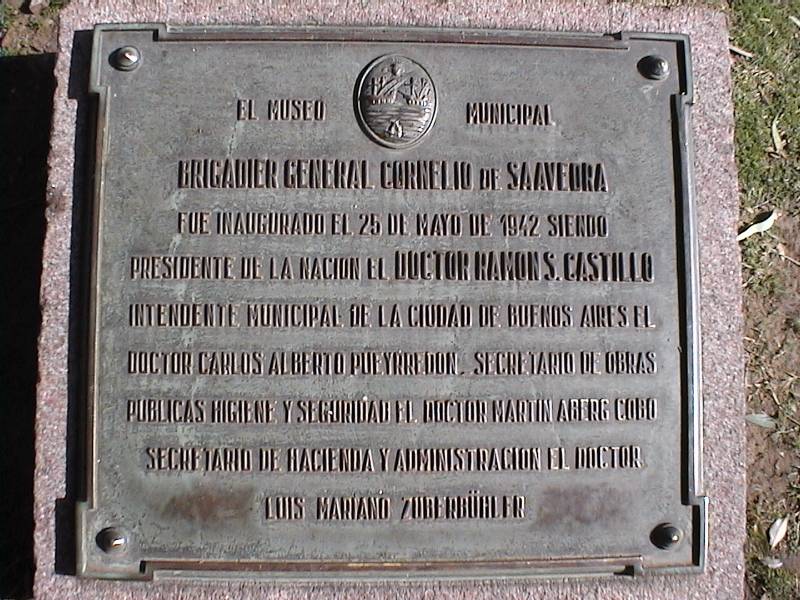 EL MUSEO MUNICIPAL
BRIGADIER GENERAL CORNELIO DE SAAVEDRA
FUE INAUGURADO EL 25 DE MAYO DE 1942 SIENDO
PRESIDENTE DE LA NACION EL DOCTOR RAMON S. CASTILLO
INTENDENTE MUNICIPAL DE LA CIUDAD DE BUENOS AIRES EL
DOCTOR CARLOS ALBERTO PUEYRREDON. SECRETARIO DE OBRAS
PUBLICAS HIGIENE Y SEGURIDAD EL DOCTOR MARTIN ABERG COBO
SECRETARIO DE HACIENDA Y ADMINISTRACION EL DOCTOR
LUIS MARIANO ZUBERBÜHLER